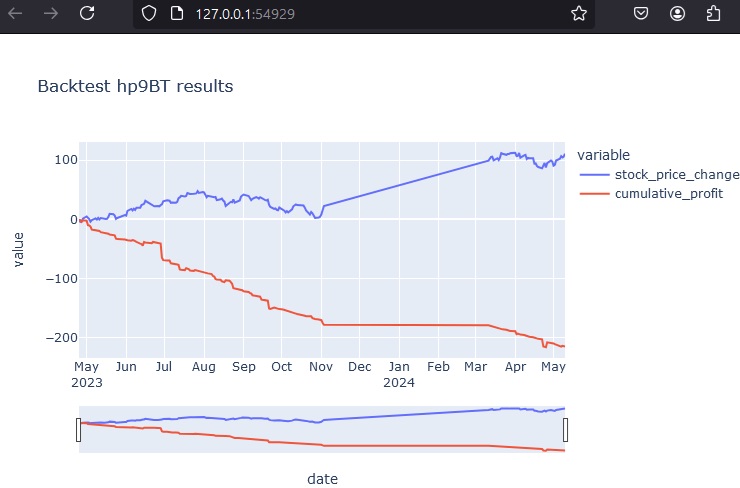 127.0.0.1:54929
Backtest hp9BT results
variable
stock_price_change
cumulative_profit
value
100
0
−100
−200
May Jun Jul Aug Sep Oct Nov Dec Jan Feb Mar Apr May
2023 2024
date